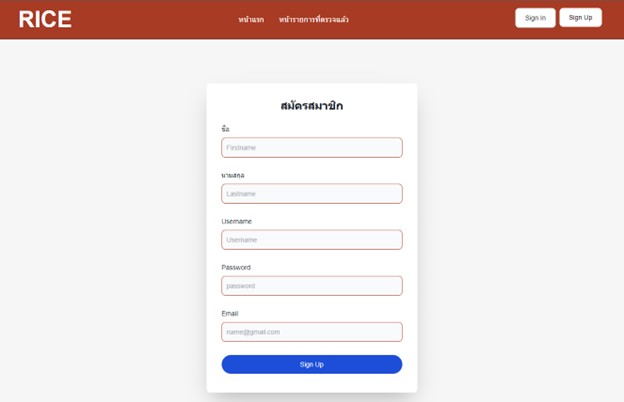 RICE
หน้าแรก หน้ารายการที่ตรวจแล้ว Sign In Sign Up
สมัครสมาชิก
ชื่อ
Firstname
นามสกุล
Lastname
Username
Username
Password
password
Email
name@gmail.com
Sign Up